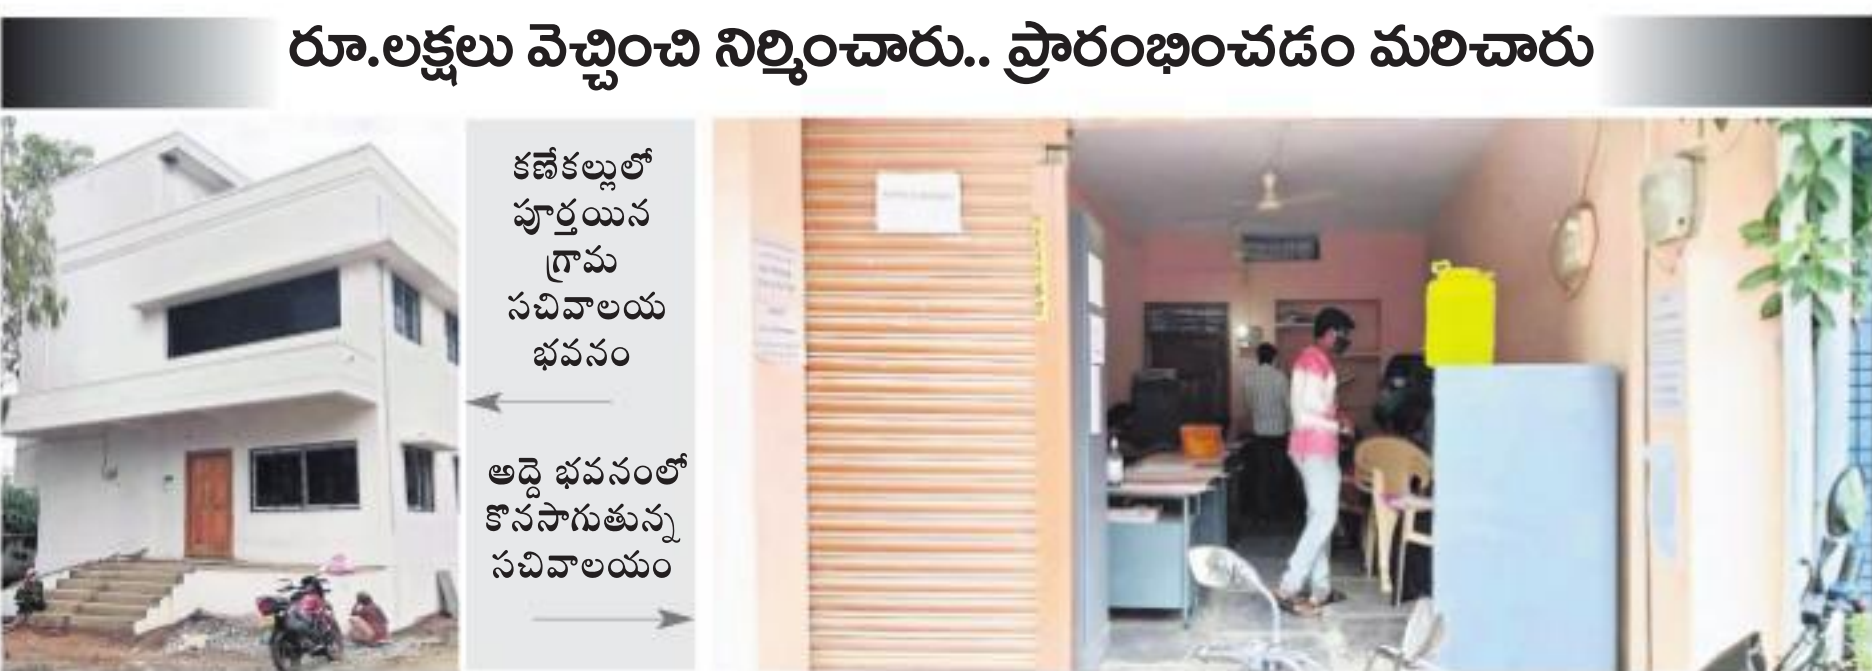 రూ.లక్షలు వెచ్చించి నిర్మించారు.. ప్రారంభించడం మరిచారు
కణేకల్లులో
పూర్తయిన
గ్రామ
సచివాలయ
భవనం
అద్దె భవనంలో
కొనసాగుతున్న
సచివాలయం